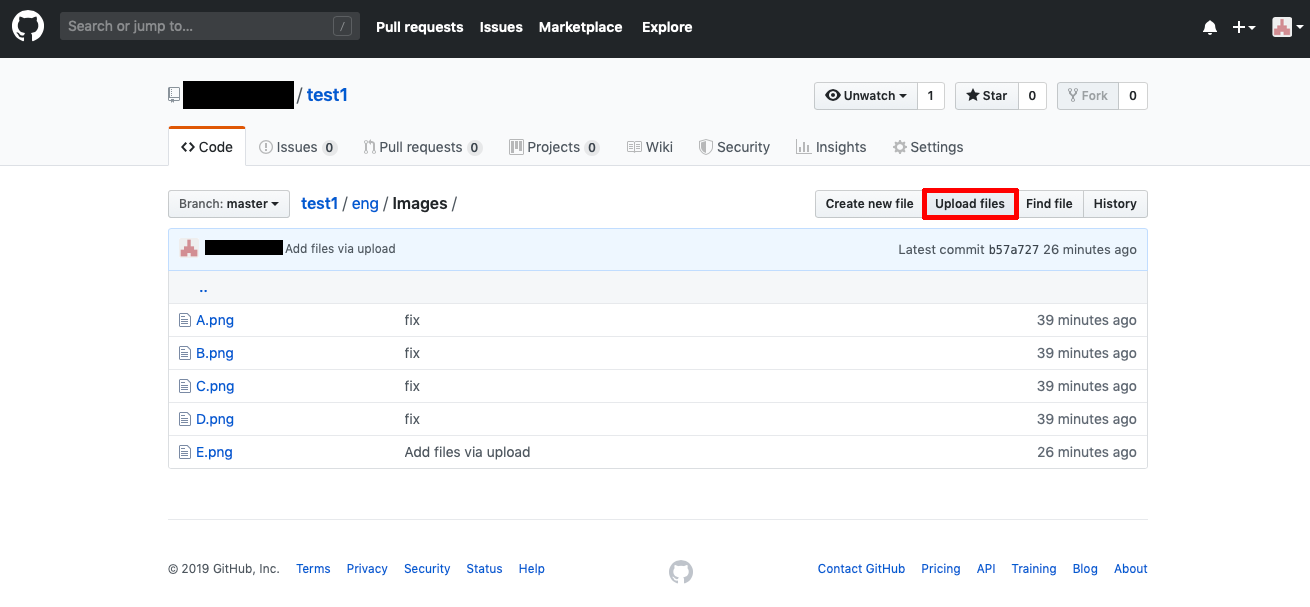 Search or jump to... / Pull requests Issues Marketplace Explore
/ test1 Unwatch 1 Star 0 Fork 0
Code Issues 0 Pull requests 0 Projects 0 Wiki Security Insights Settings
Branch: master test1 / eng / Images / Create new file Upload files Find file History
Add files via upload Latest commit b57a727 26 minutes ago
..
A.png fix 39 minutes ago
B.png fix 39 minutes ago
C.png fix 39 minutes ago
D.png fix 39 minutes ago
E.png Add files via upload 26 minutes ago
© 2019 GitHub, Inc. Terms Privacy Security Status Help Contact GitHub Pricing API Training Blog About